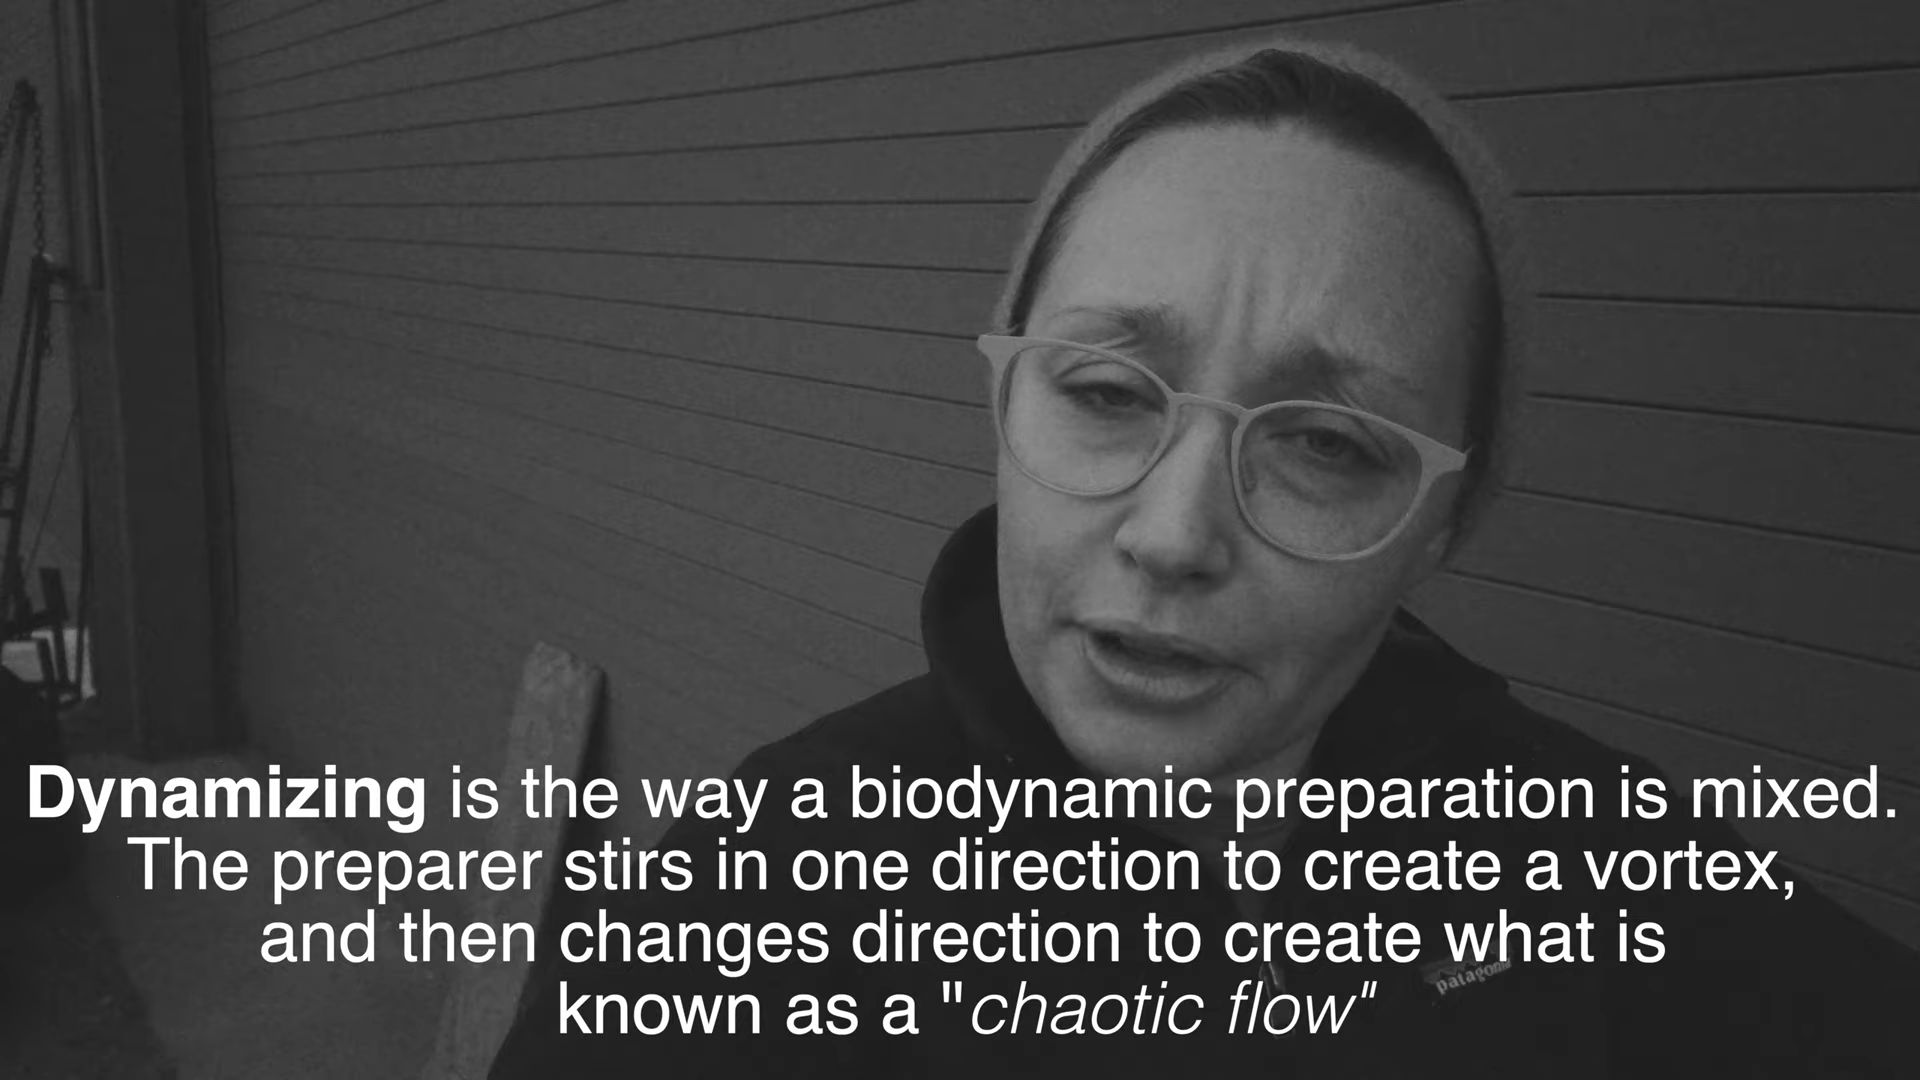 Dynamizing is the way a biodynamic preparation is mixed.
The preparer stirs in one direction to create a vortex,
and then changes direction to create what is
known as a "chaotic flow"
patagonia